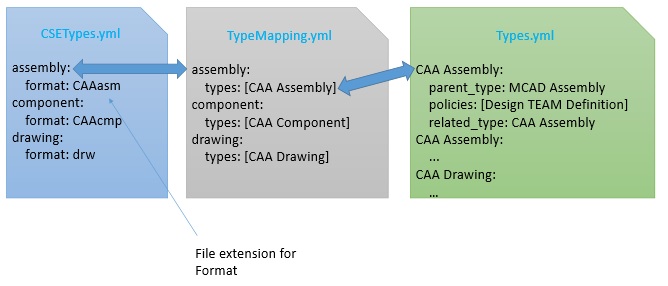 CSETypes.yml
assembly:
format: CAAasm
component:
format: CAAcmp
drawing:
format: drw
TypeMapping.yml
assembly:
types: [CAA Assembly]
component:
types: [CAA Component]
drawing:
types: [CAA Drawing]
Types.yml
CAA Assembly:
parent_type: MCAD Assembly
policies: [Design TEAM Definition]
related_type: CAA Assembly
CAA Assembly:
...
CAA Drawing:
...
File extension for
Format